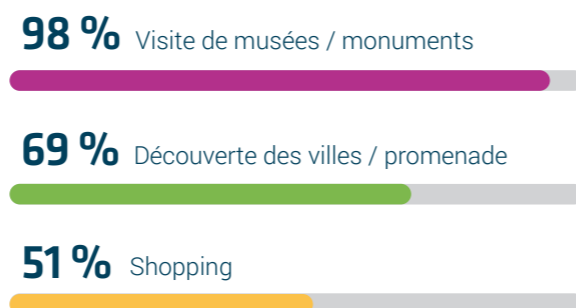 98 % Visite de musées / monuments
69 % Découverte des villes / promenade
51 % Shopping